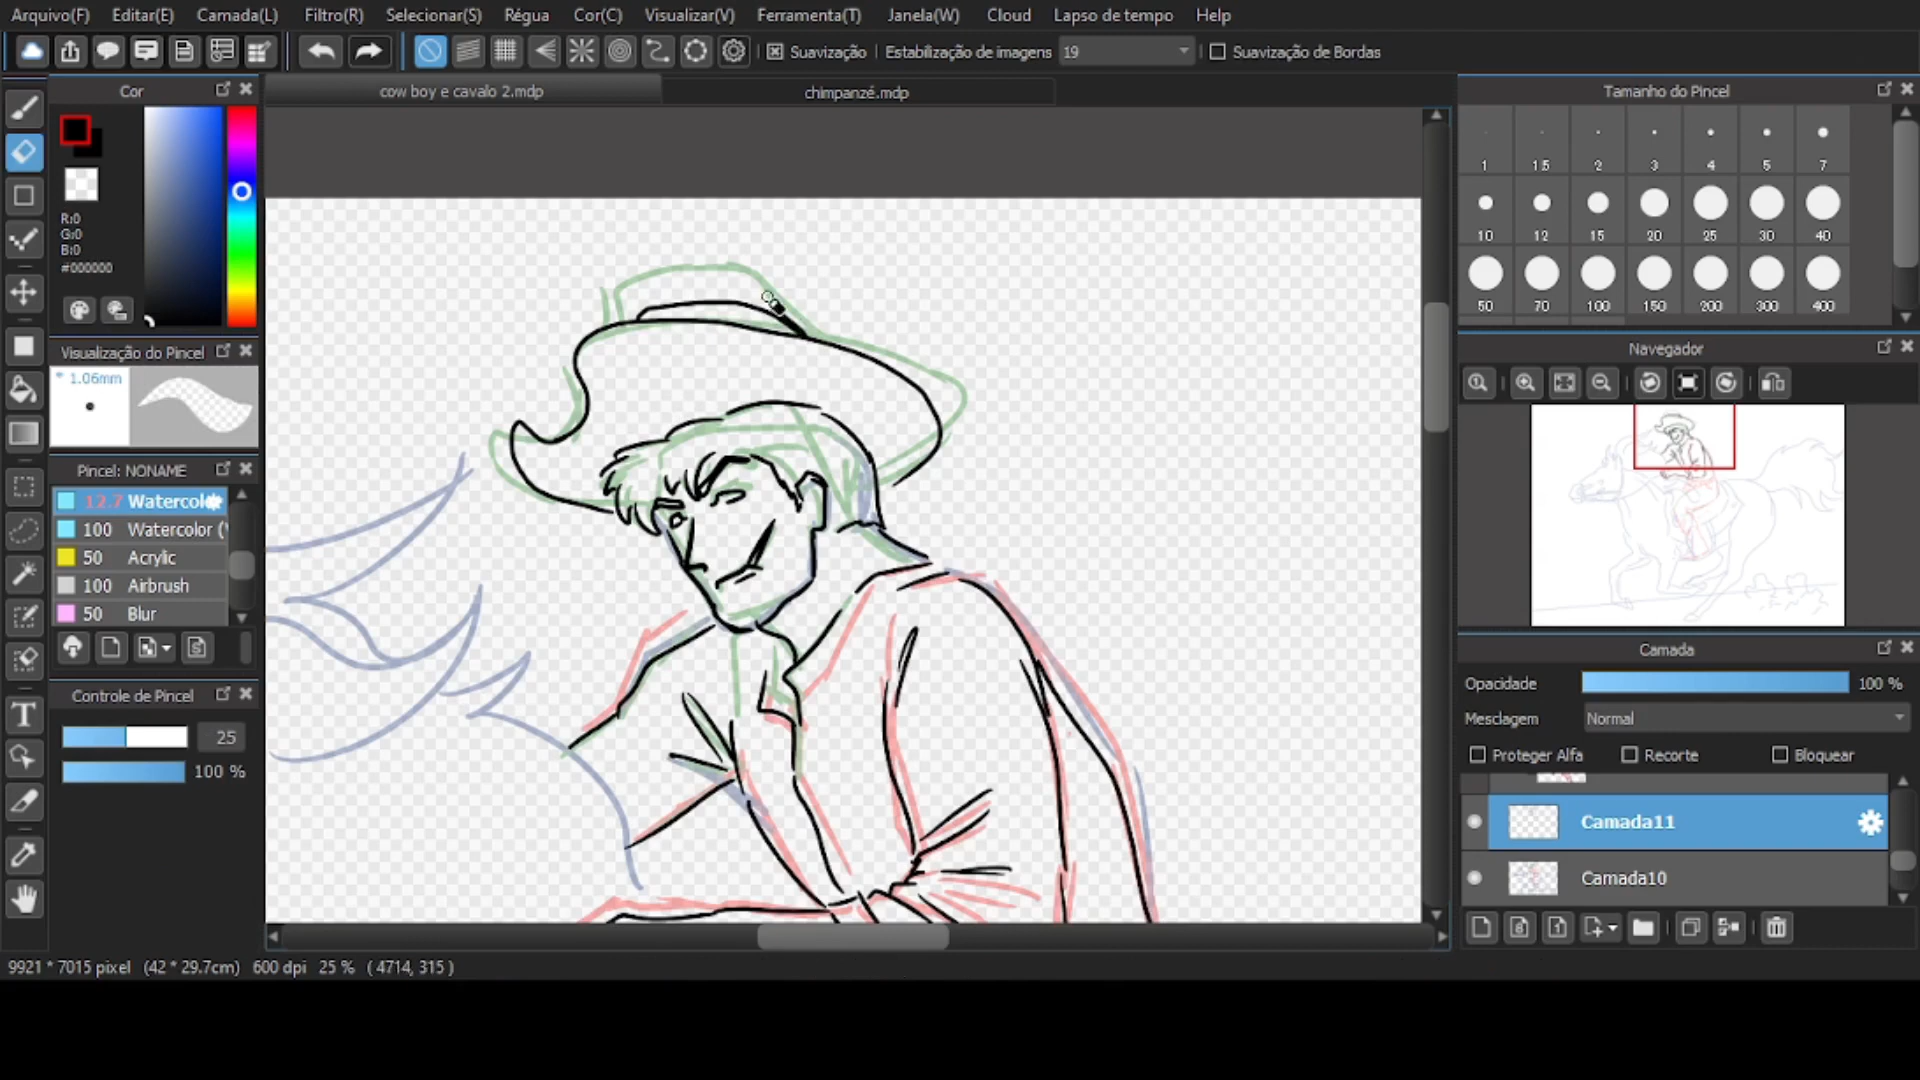 Arquivo(F) Editar(E) Camada(L) Filtro(R) Selecionar(S) Régua Cor(C) Visualizar(V) Ferramenta(T) Janela(W) Cloud Lapso de tempo Help
Suavização Estabilização de imagens 19 Suavização de Bordas
Cor
cow boy e cavalo 2.mdp
chimpanzé.mdp
R:0
G:0
B:0
#000000
Visualização do Pincel
* 1.06mm
Pincel: NONAME
12.7 Watercolo
100 Watercolor (
50 Acrylic
100 Airbrush
50 Blur
Controle de Pincel
25
100 %
Tamanho do Pincel
1 1.5 2 3 4 5 7
10 12 15 20 25 30 40
50 70 100 150 200 300 400
Navegador
Camada
Opacidade 100 %
Mesclagem Normal
Proteger Alfa Recorte Bloquear
Camada11
Camada10
9921 * 7015 pixel (42 * 29.7cm) 600 dpi 25 % ( 4714, 315 )